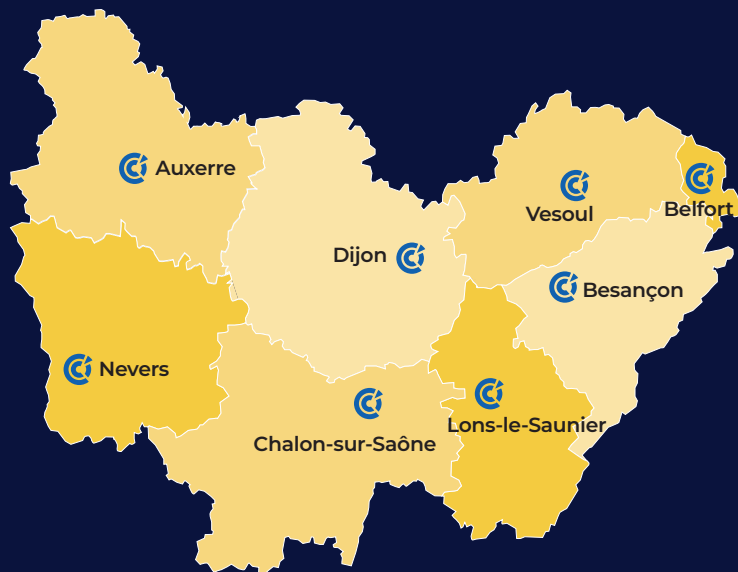 Auxerre
Vesoul
Belfort
Dijon
Besançon
Nevers
Chalon-sur-Saône
Lons-le-Saunier